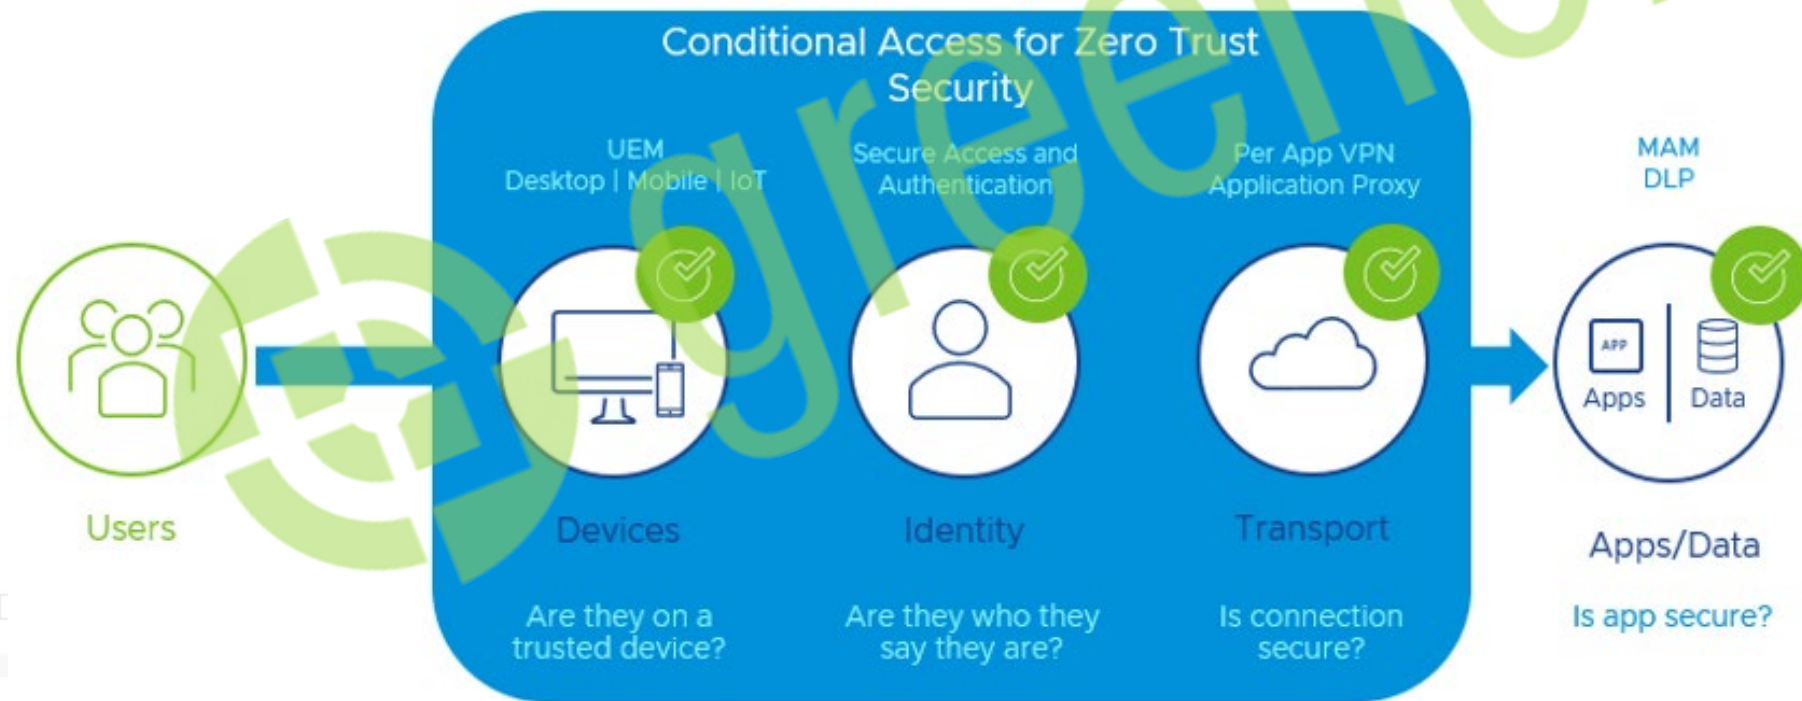 Conditional Access for Zero Trust
Security
UEM
Desktop | Mobile | IoT
Secure Access and
Authentication
Per App VPN
Application Proxy
MAM
DLP
APP
Apps
Data
Users
Devices
Identity
Transport
Apps/Data
Are they on a
trusted device?
Are they who they
say they are?
Is connection
secure?
Is app secure?